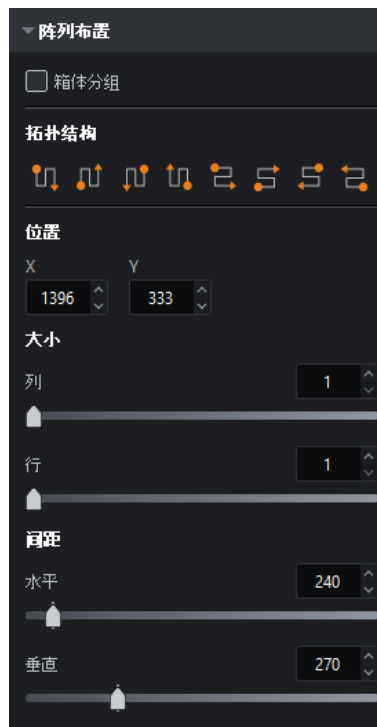 阵列布置
箱体分组
拓扑结构
位置
X Y
1396 333
大小
列 1
行 1
间距
水平 240
垂直 270